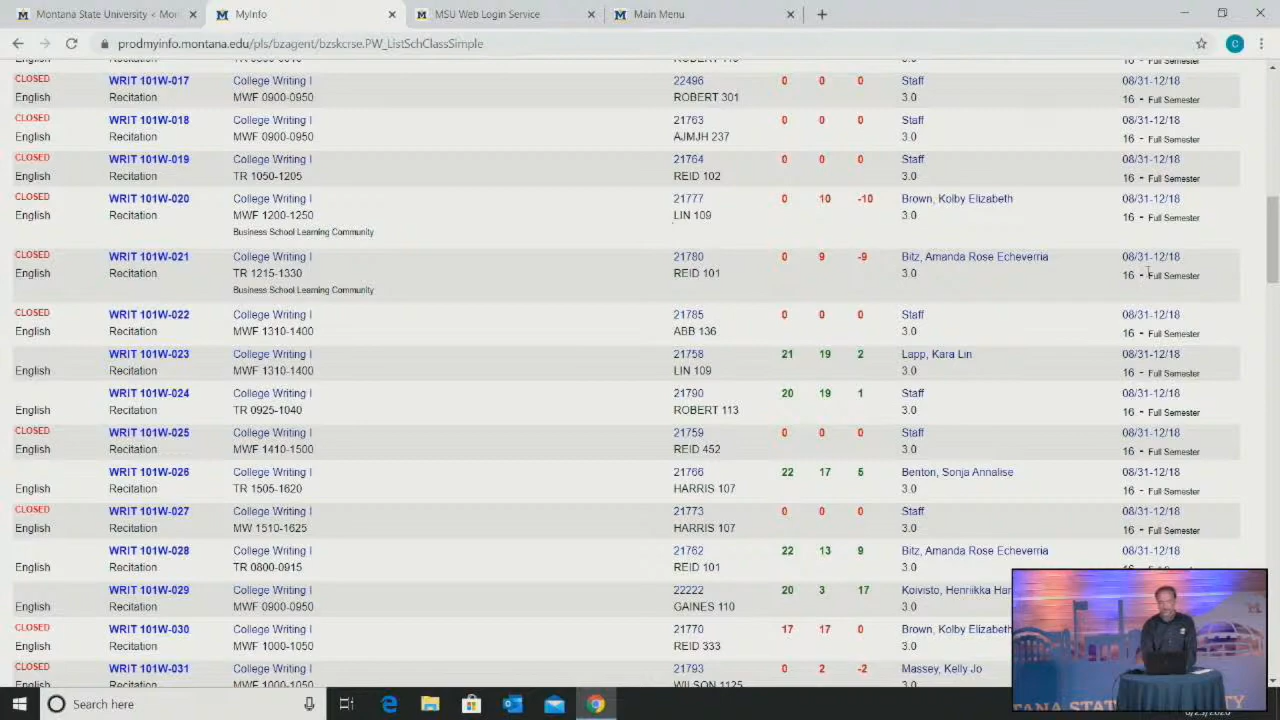 Montana State University < Mon
MyInfo
MSU Web Login Service
Main Menu
prodmyinfo.montana.edu/pls/bzagent/bzskcrse.PW_ListSchClassSimple
C
16 - Full Semester
CLOSED WRIT 101W-017 College Writing I 22496 0 0 0 Staff 08/31-12/18
English Recitation MWF 0900-0950 ROBERT 301 3.0 16 - Full Semester
CLOSED WRIT 101W-018 College Writing I 21763 0 0 0 Staff 08/31-12/18
English Recitation MWF 0900-0950 AJMJH 237 3.0 16 - Full Semester
CLOSED WRIT 101W-019 College Writing I 21764 0 0 0 Staff 08/31-12/18
English Recitation TR 1050-1205 REID 102 3.0 16 - Full Semester
CLOSED WRIT 101W-020 College Writing I 21777 0 10 -10 Brown, Kolby Elizabeth 08/31-12/18
English Recitation MWF 1200-1250 LIN 109 3.0 16 - Full Semester
Business School Learning Community
CLOSED WRIT 101W-021 College Writing I 21780 0 9 -9 Bitz, Amanda Rose Echeverria 08/31-12/18
English Recitation TR 1215-1330 REID 101 3.0 16 - Full Semester
Business School Learning Community
CLOSED WRIT 101W-022 College Writing I 21785 0 0 0 Staff 08/31-12/18
English Recitation MWF 1310-1400 ABB 136 3.0 16 - Full Semester
WRIT 101W-023 College Writing I 21758 21 19 2 Lapp, Kara Lin 08/31-12/18
English Recitation MWF 1310-1400 LIN 109 3.0 16 - Full Semester
WRIT 101W-024 College Writing I 21790 20 19 1 Staff 08/31-12/18
English Recitation TR 0925-1040 ROBERT 113 3.0 16 - Full Semester
CLOSED WRIT 101W-025 College Writing I 21759 0 0 0 Staff 08/31-12/18
English Recitation MWF 1410-1500 REID 452 3.0 16 - Full Semester
WRIT 101W-026 College Writing I 21766 22 17 5 Benton, Sonja Annalise 08/31-12/18
English Recitation TR 1505-1620 HARRIS 107 3.0 16 - Full Semester
CLOSED WRIT 101W-027 College Writing I 21773 0 0 0 Staff 08/31-12/18
English Recitation MW 1510-1625 HARRIS 107 3.0 16 - Full Semester
WRIT 101W-028 College Writing I 21762 22 13 9 Bitz, Amanda Rose Echeverria 08/31-12/18
English Recitation TR 0800-0915 REID 101 3.0
WRIT 101W-029 College Writing I 22222 20 3 17 Koivisto, Henriikka Har
English Recitation MWF 0900-0950 GAINES 110 3.0
CLOSED WRIT 101W-030 College Writing I 21770 17 17 0 Brown, Kolby Elizabeth
English Recitation MWF 1000-1050 REID 333 3.0
CLOSED WRIT 101W-031 College Writing I 21793 0 2 -2 Massey, Kelly Jo
English Recitation MWF 1000-1050 WILSON 1125 3.0
Search here